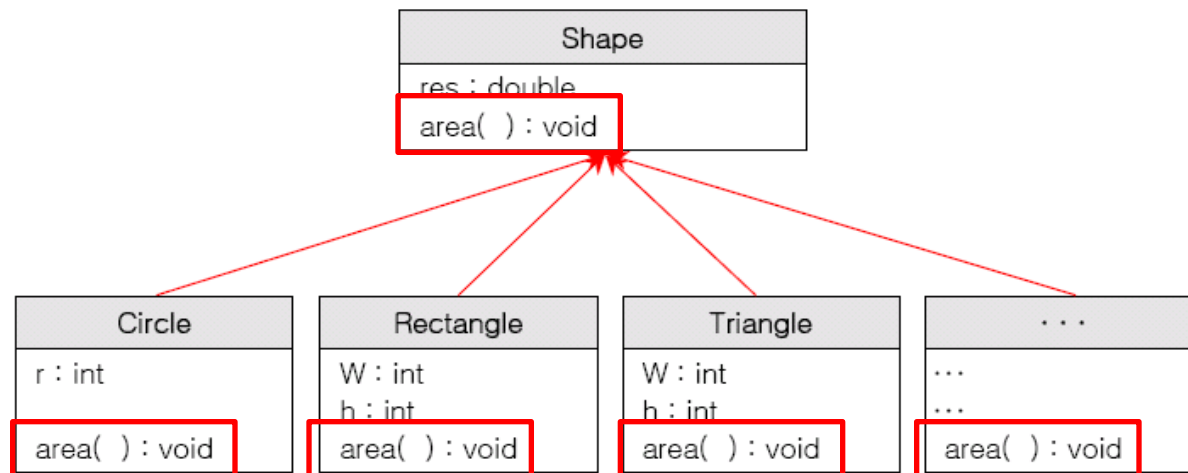 Shape
res : double
area( ) : void
Circle
r : int
area( ) : void
Rectangle
W : int
h : int
area( ) : void
Triangle
W : int
h : int
area( ) : void
···
···
···
area( ) : void